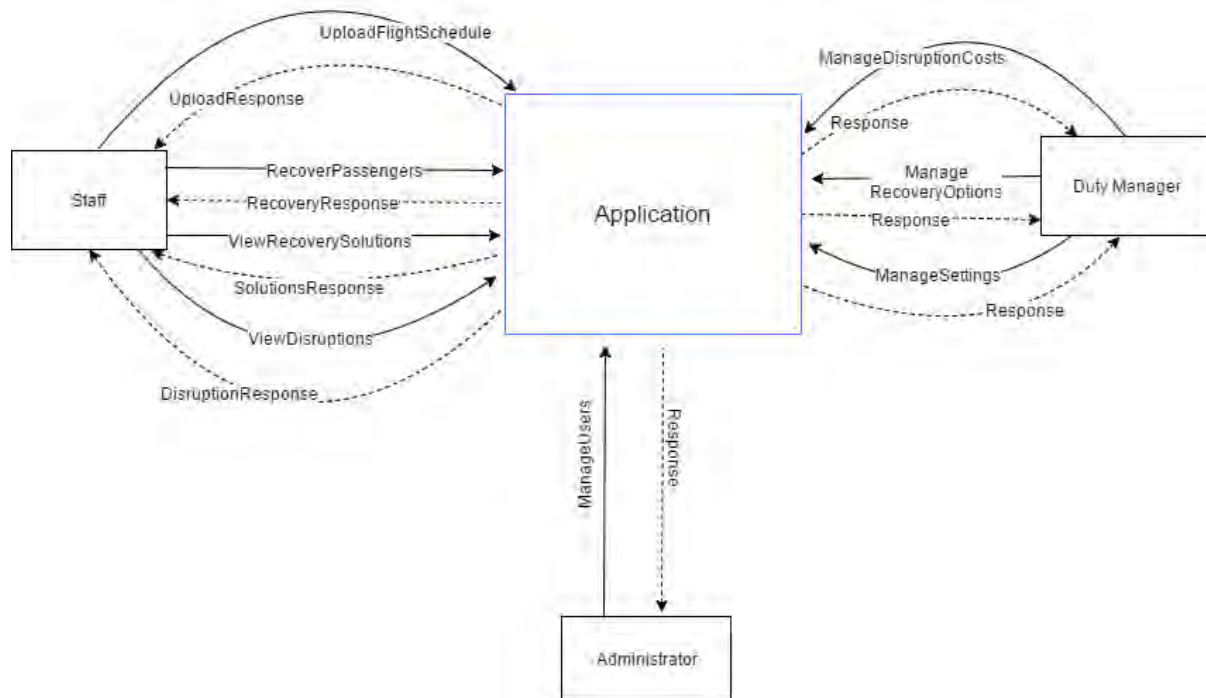 UploadFlightSchedule
ManageDisruptionCosts
UploadResponse
Response
RecoverPassengers
Manage
RecoveryOptions
Staff
Duty Manager
RecoveryResponse
Application
Response
ViewRecoverySolutions
ManageSettings
SolutionsResponse
Response
ViewDisruptions
DisruptionResponse
ManageUsers
Response
Administrator